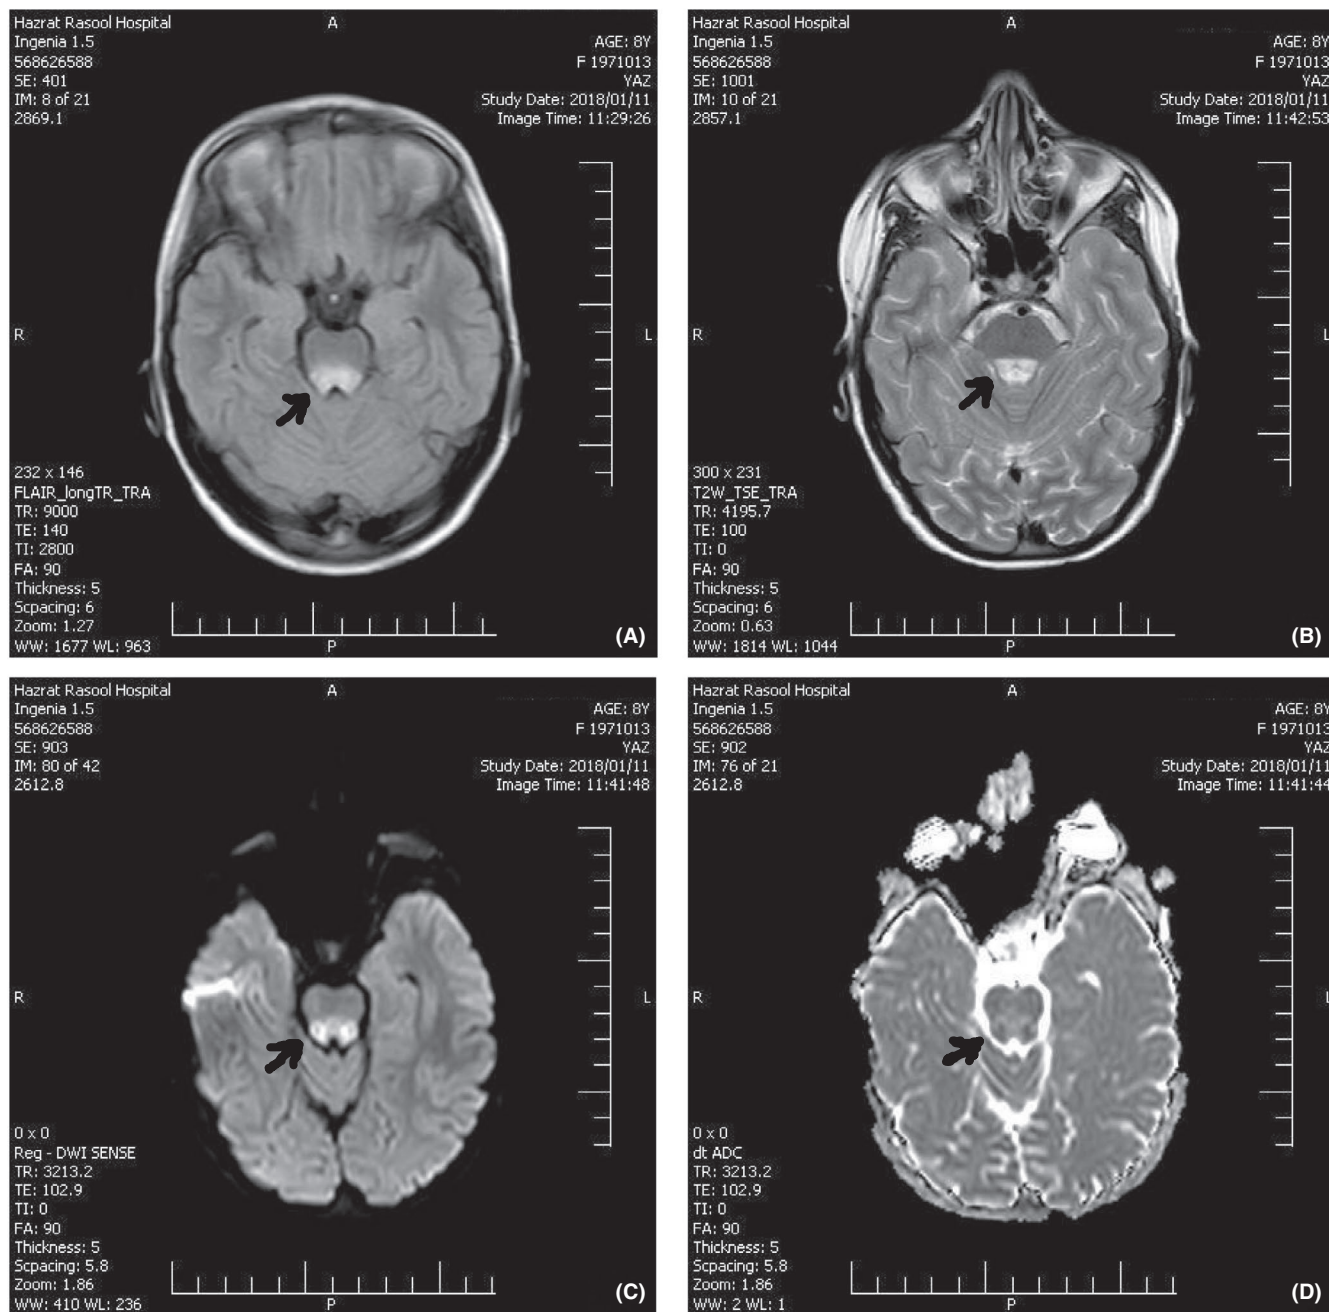 Hazrat Rasool Hospital
Ingenia 1.5
568626588
SE: 401
IM: 8 of 21
2869.1
A
AGE: 8Y
F 1971013
YAZ
Study Date: 2018/01/11
Image Time: 11:29:26
R
L
232 x 146
FLAIR_longTR_TRA
TR: 9000
TE: 140
TI: 2800
FA: 90
Thickness: 5
Scpacing: 6
Zoom: 1.27
WW: 1677 WL: 963
P
(A)
Hazrat Rasool Hospital
Ingenia 1.5
568626588
SE: 1001
IM: 10 of 21
2857.1
A
AGE: 8Y
F 1971013
YAZ
Study Date: 2018/01/11
Image Time: 11:42:53
R
L
300 x 231
T2W_TSE_TRA
TR: 4195.7
TE: 100
TI: 0
FA: 90
Thickness: 5
Scpacing: 6
Zoom: 0.63
WW: 1814 WL: 1044
P
(B)
Hazrat Rasool Hospital
Ingenia 1.5
568626588
SE: 903
IM: 80 of 42
2612.8
A
AGE: 8Y
F 1971013
YAZ
Study Date: 2018/01/11
Image Time: 11:41:48
R
L
0 x 0
Reg - DWI SENSE
TR: 3213.2
TE: 102.9
TI: 0
FA: 90
Thickness: 5
Scpacing: 5.8
Zoom: 1.86
WW: 410 WL: 236
P
(C)
Hazrat Rasool Hospital
Ingenia 1.5
568626588
SE: 902
IM: 76 of 21
2612.8
A
AGE: 8Y
F 1971013
YAZ
Study Date: 2018/01/11
Image Time: 11:41:44
R
L
0 x 0
dt ADC
TR: 3213.2
TE: 102.9
TI: 0
FA: 90
Thickness: 5
Scpacing: 5.8
Zoom: 1.86
WW: 2 WL: 1
P
(D)